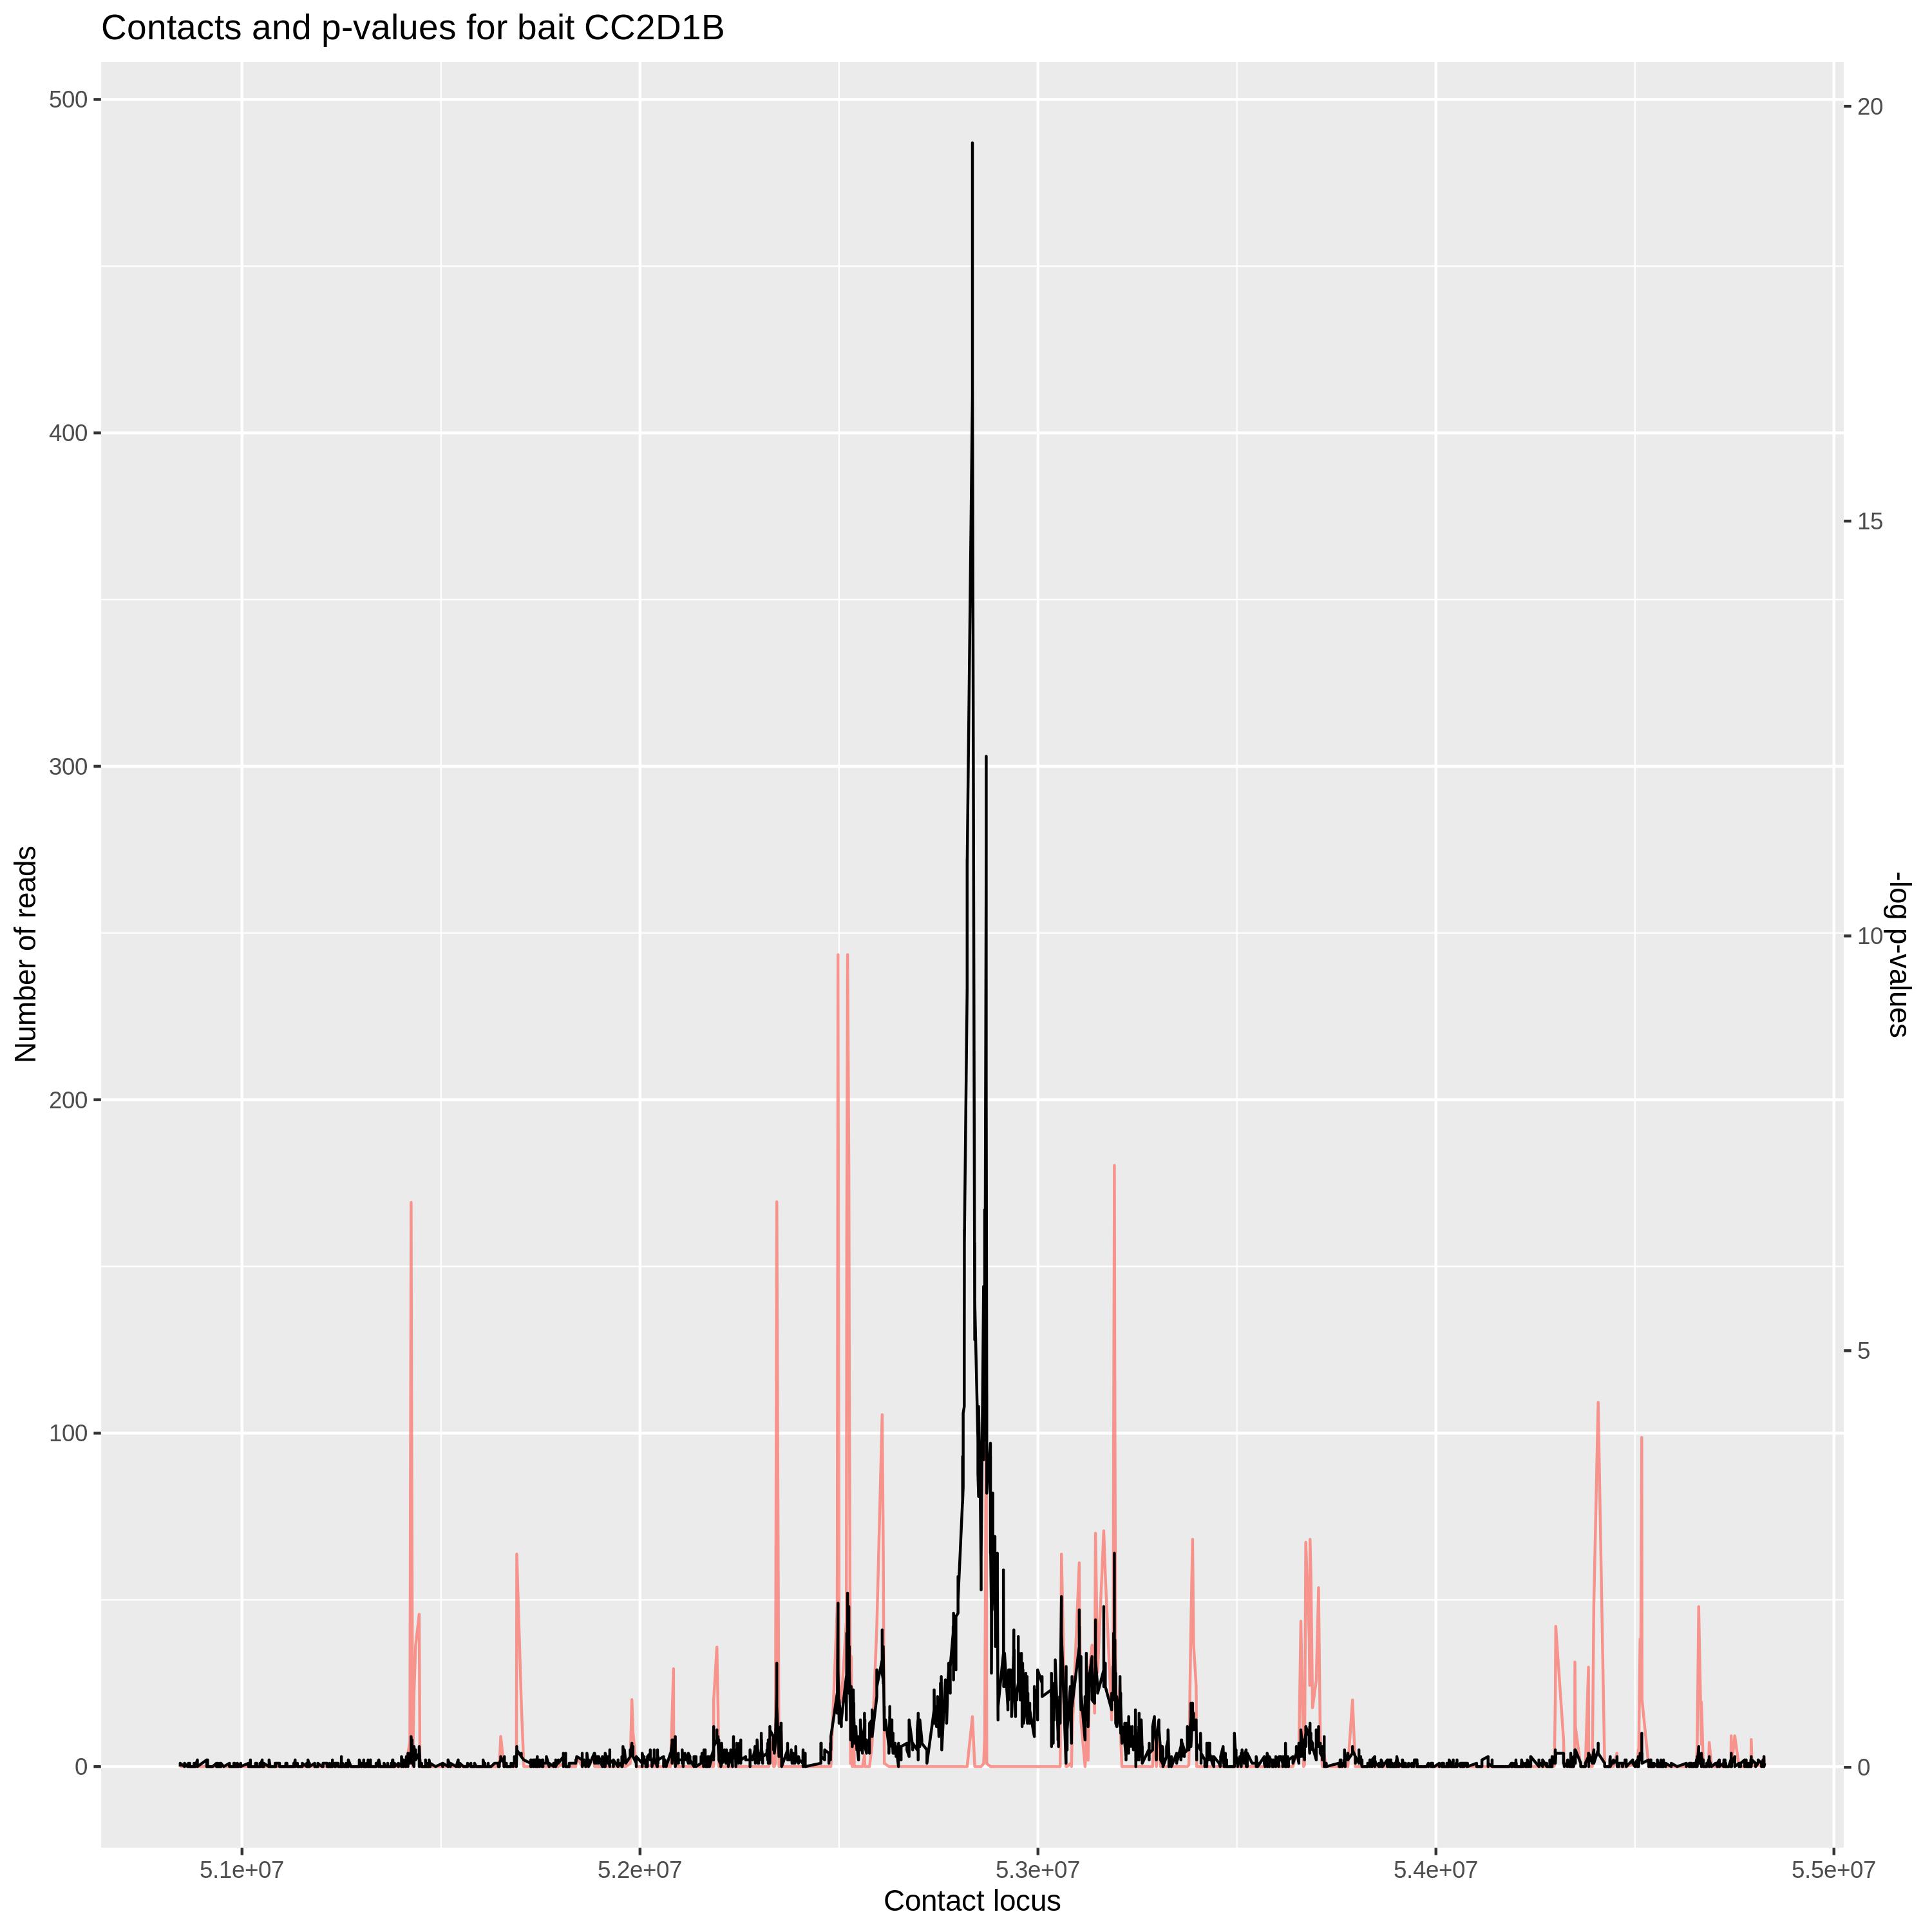 Contacts and p-values for bait CC2D1B
500
400
300
200
100
0
Number of reads
20
15
10
5
0
-log p-values
5.1e+07
5.2e+07
5.3e+07
5.4e+07
5.5e+07
Contact locus